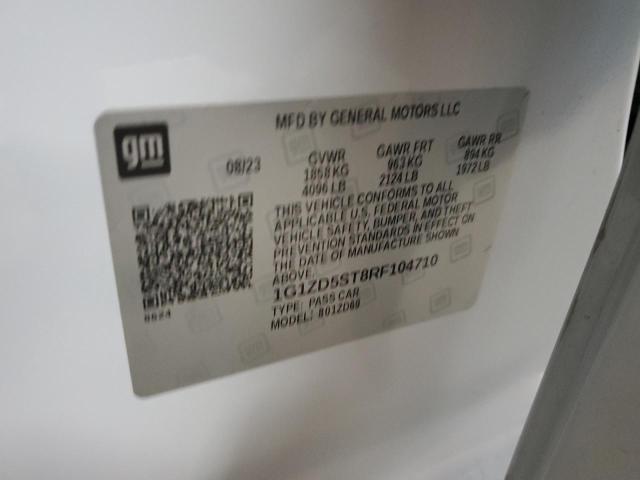 MFD BY GENERAL MOTORS LLC
gm
08/23 GVWR GAWR FRT GAWR RR
1858 KG 963 KG 894 KG
4096 LB 2124 LB 1972 LB
THIS VEHICLE CONFORMS TO ALL
APPLICABLE U.S. FEDERAL MOTOR
VEHICLE SAFETY, BUMPER, AND THEFT
PREVENTION STANDARDS IN EFFECT ON
THE DATE OF MANUFACTURE SHOWN
ABOVE.
1G1ZD5ST8RF104710
TYPE: PASS CAR
MODEL: 801ZD69